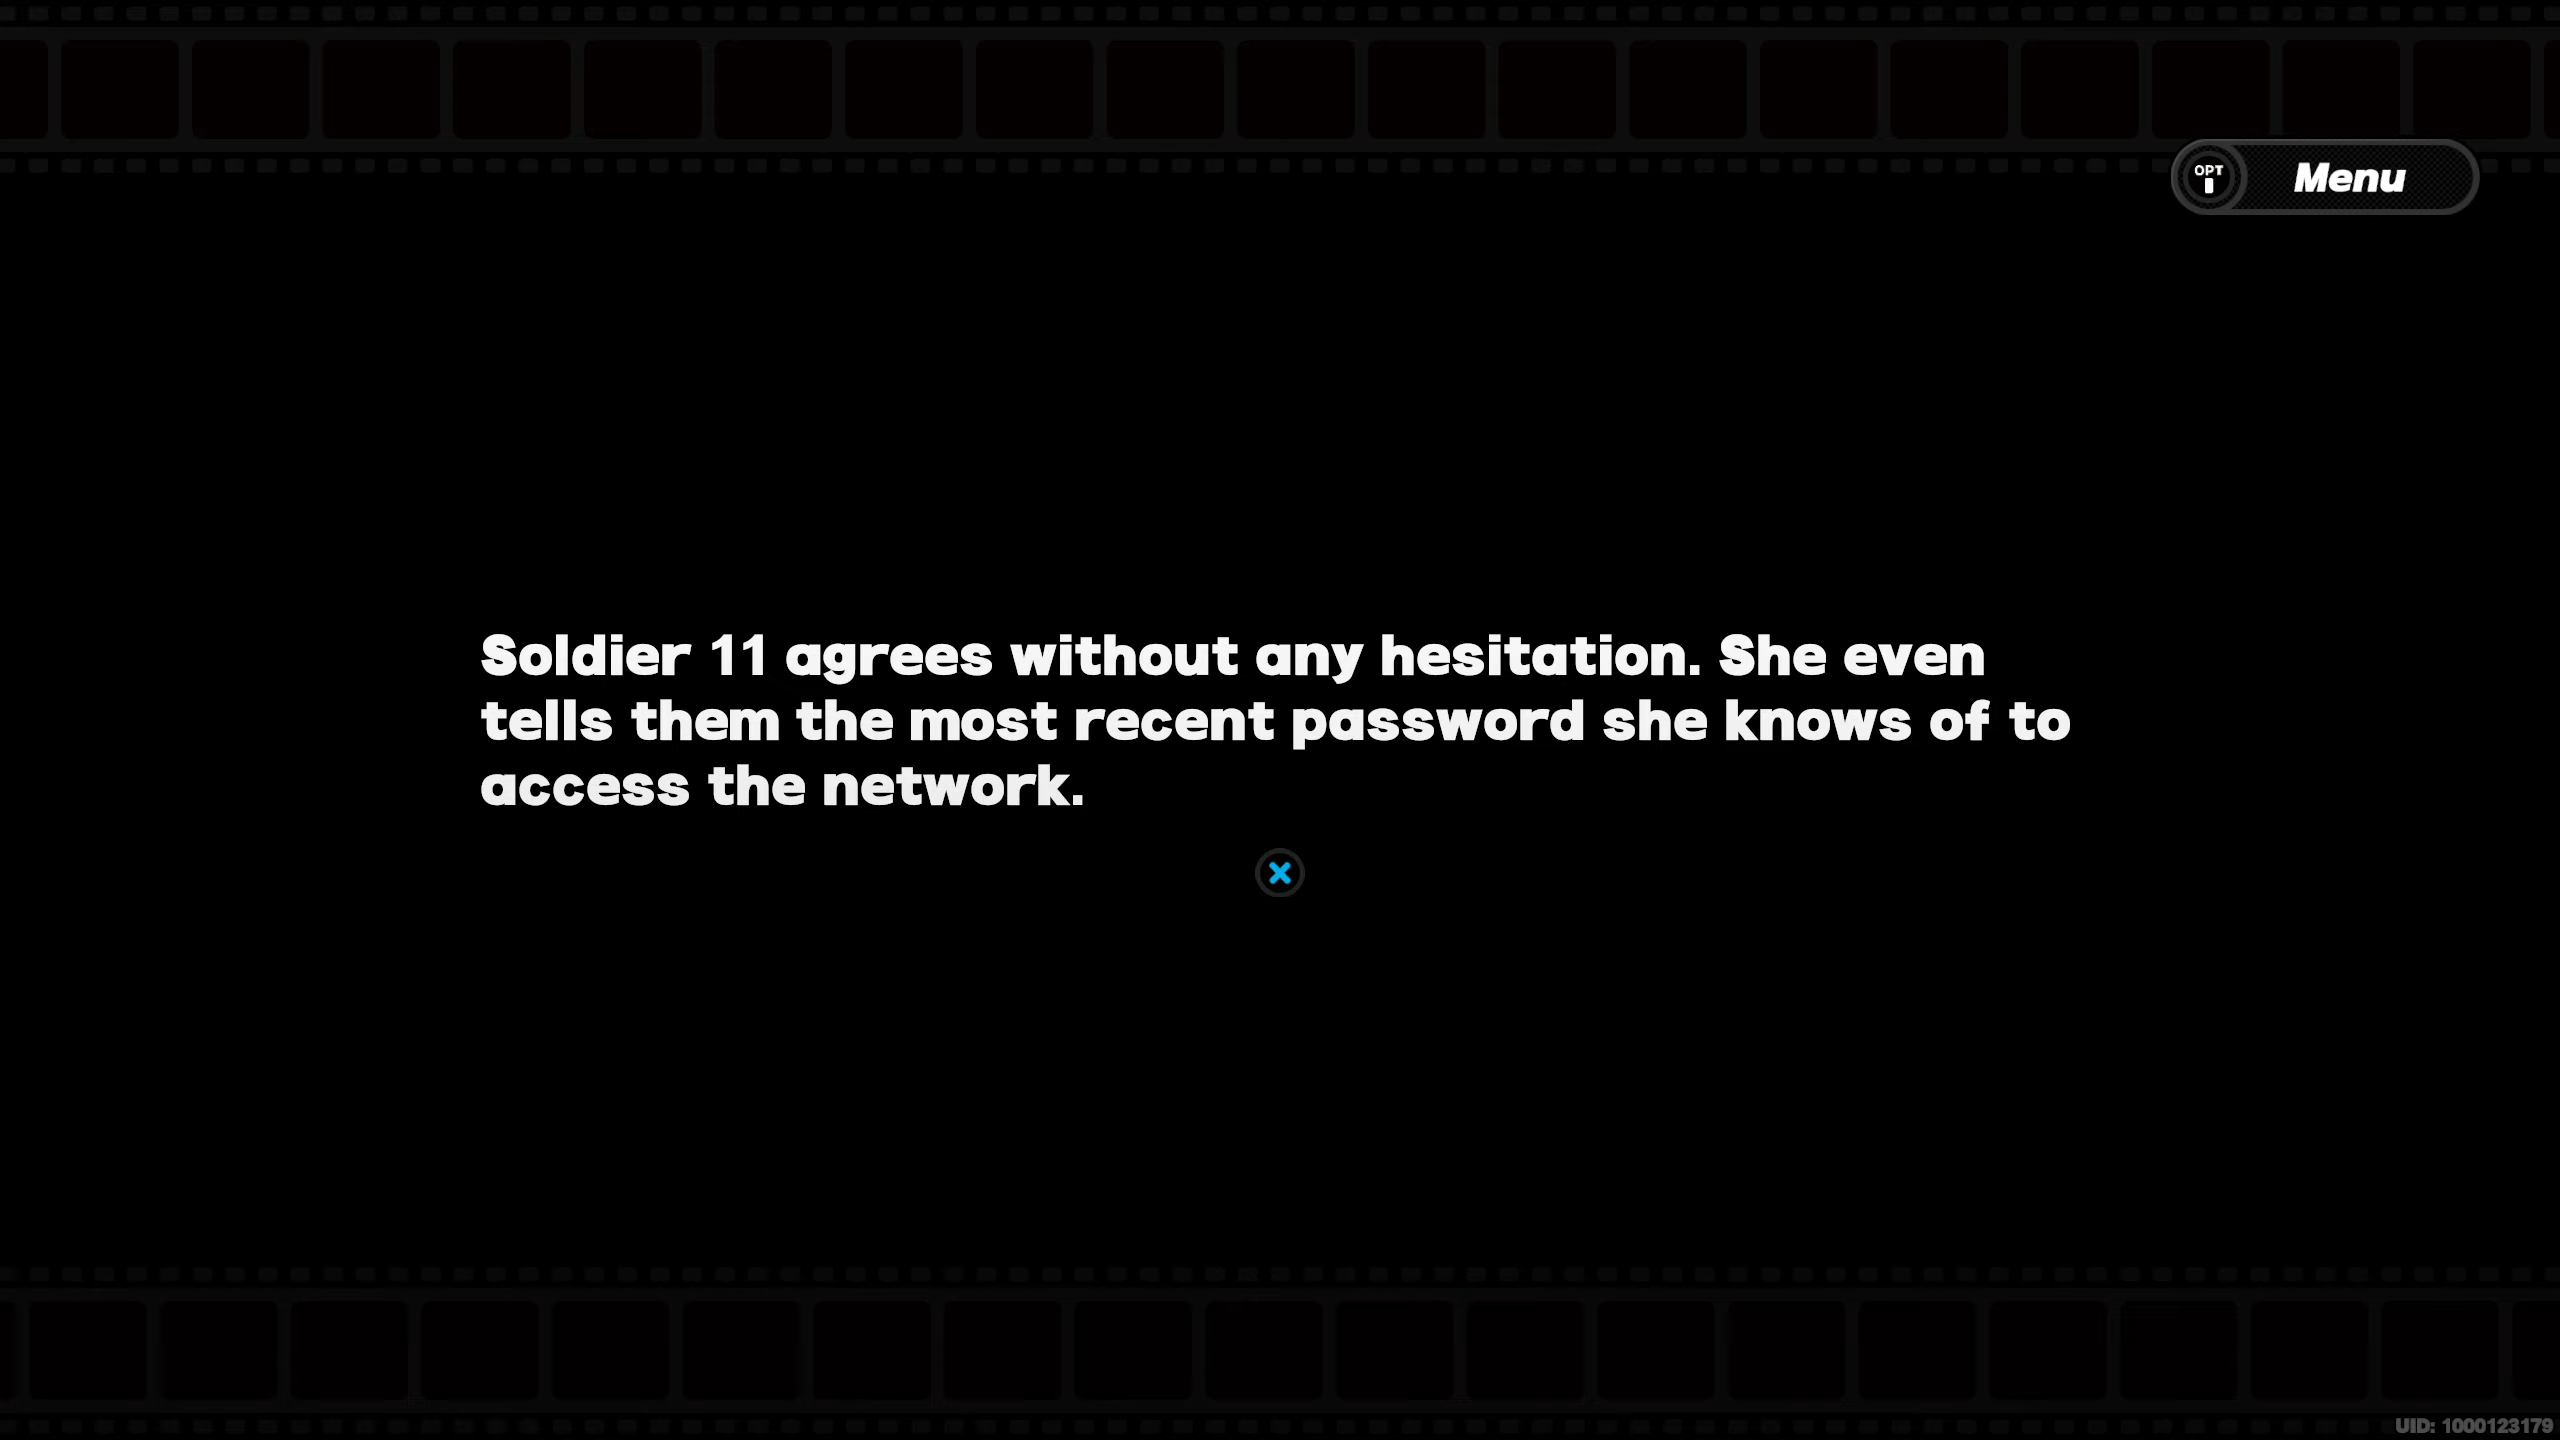 OPT
Menu
Soldier 11 agrees without any hesitation. She even
tells them the most recent password she knows of to
access the network.
UID: 1000123179